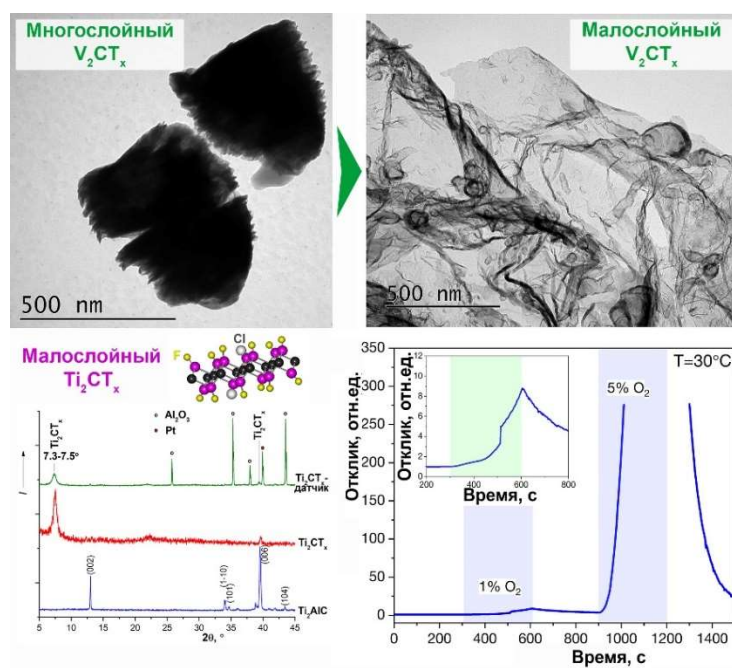 Многослойный
V₂CTₓ
500 nm
Малослойный
V₂CTₓ
500 nm
Малослойный
Ti₂CTₓ
F
Cl
Al₂O₃
Pt
Ti₂CTₓ
7.3-7.5°
Ti₂CTₓ
Ti₂CTₓ-
датчик
Ti₂CTₓ
(002)
(1-10)
(101)
(006)
(104)
Ti₂AlC
I
5 10 15 20 25 30 35 40 45
2θ, °
Отклик, отн.ед.
350
300
250
200
150
100
50
25
0
T=30°C
5% O₂
1% O₂
0 200 400 600 800 1000 1200 1400
Время, с
Отклик, отн.ед.
12
10
8
6
4
2
0
200 400 600 800
Время, с